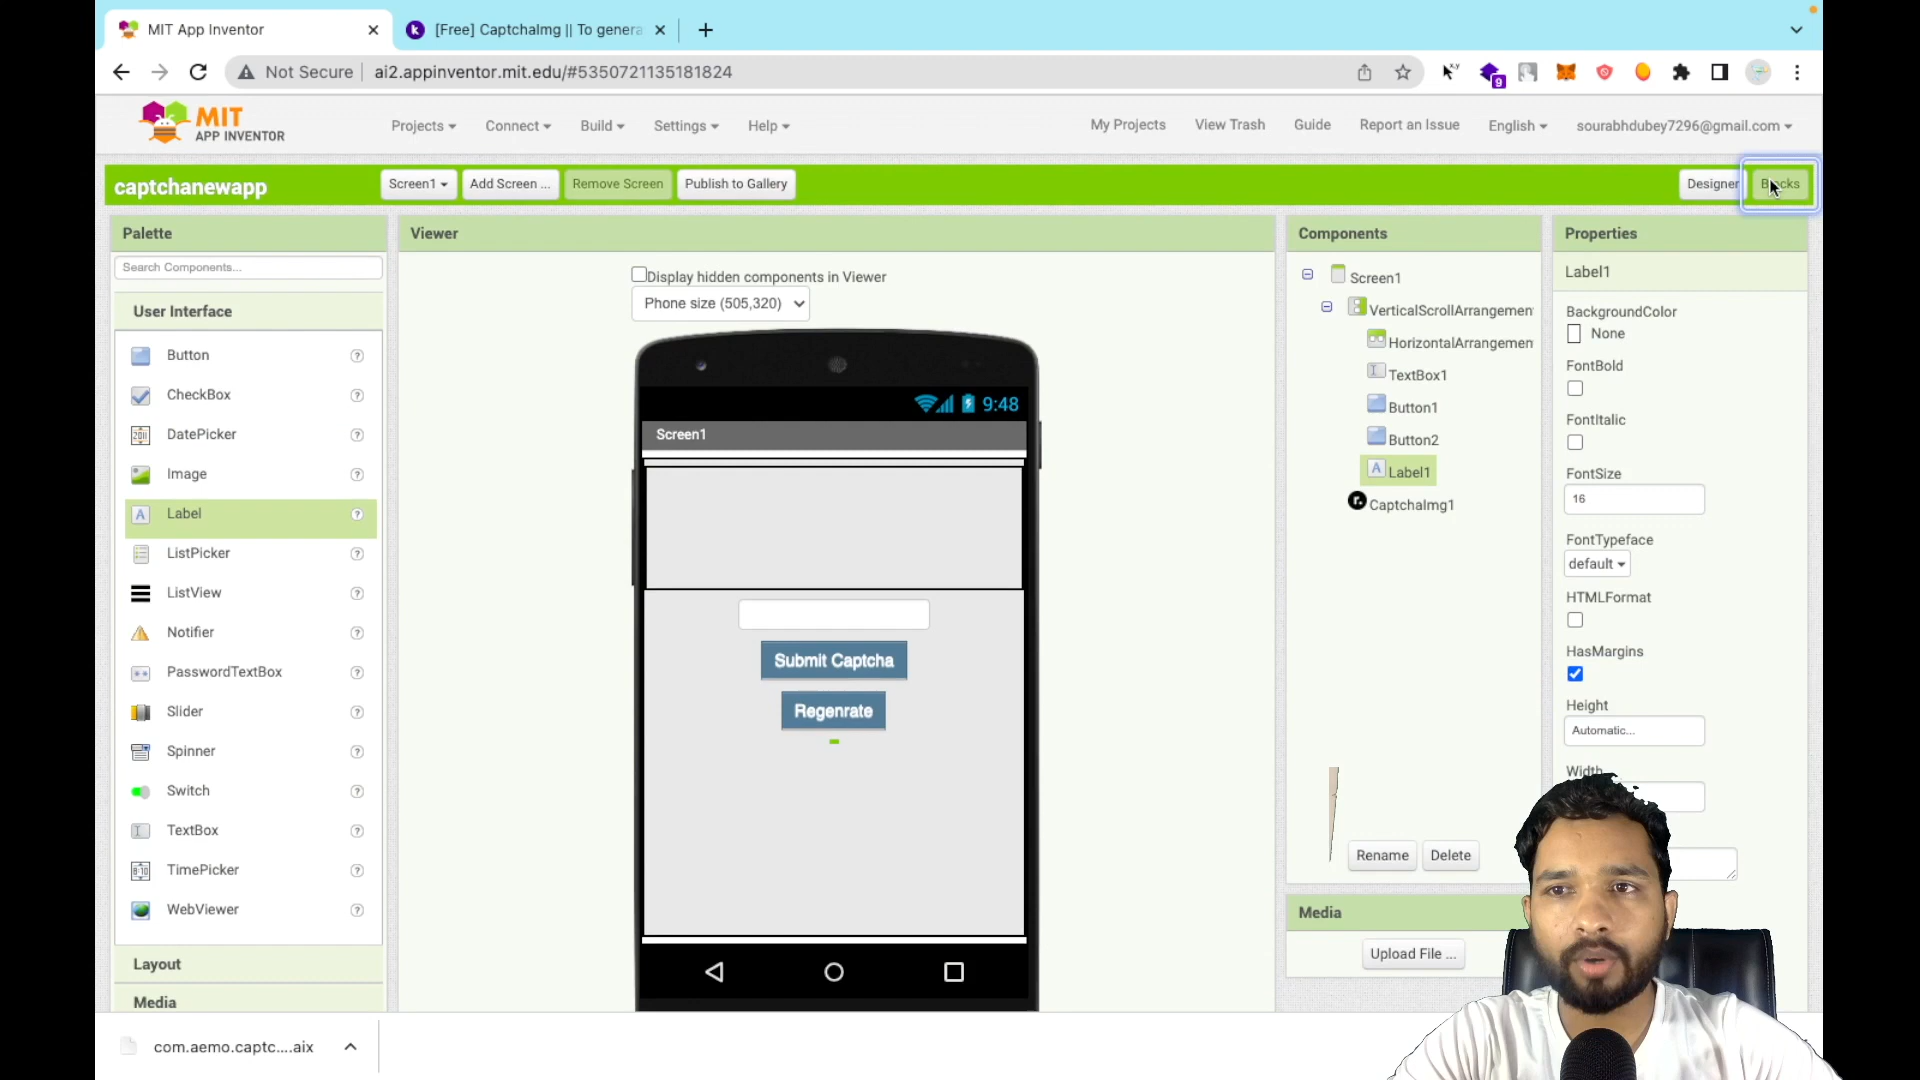 MIT App Inventor
[Free] CaptchaImg || To genera
Not Secure
ai2.appinventor.mit.edu/#5350721135181824
9
MIT
APP INVENTOR
Projects
Connect
Build
Settings
Help
My Projects
View Trash
Guide
Report an Issue
English
sourabhdubey7296@gmail.com
captchanewapp
Screen1
Add Screen ...
Remove Screen
Publish to Gallery
Designer
Blocks
Palette
Search Components...
User Interface
Button
CheckBox
DatePicker
Image
Label
ListPicker
ListView
Notifier
PasswordTextBox
Slider
Spinner
Switch
TextBox
TimePicker
WebViewer
Layout
Media
Viewer
Display hidden components in Viewer
Phone size (505,320)
9:48
Screen1
Submit Captcha
Regenrate
Components
Screen1
VerticalScrollArrangemen
HorizontalArrangemen
TextBox1
Button1
Button2
Label1
CaptchaImg1
Rename
Delete
Media
Upload File ...
Properties
Label1
BackgroundColor
None
FontBold
FontItalic
FontSize
16
FontTypeface
default
HTMLFormat
HasMargins
Height
Automatic...
Width
com.aemo.captc....aix